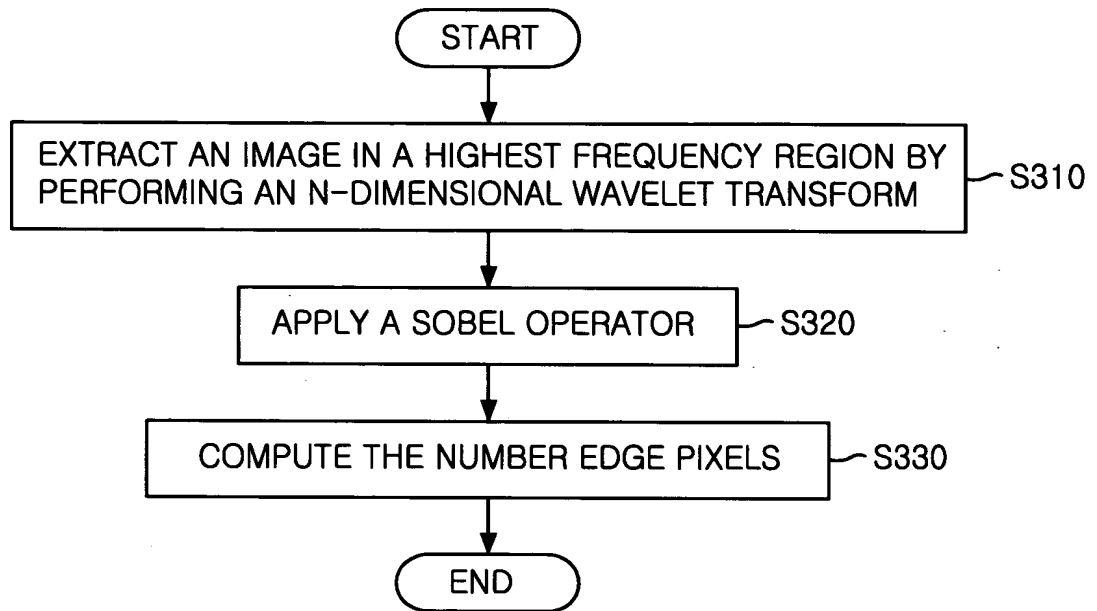 START
EXTRACT AN IMAGE IN A HIGHEST FREQUENCY REGION BY
PERFORMING AN N-DIMENSIONAL WAVELET TRANSFORM
S310
APPLY A SOBEL OPERATOR
S320
COMPUTE THE NUMBER EDGE PIXELS
S330
END